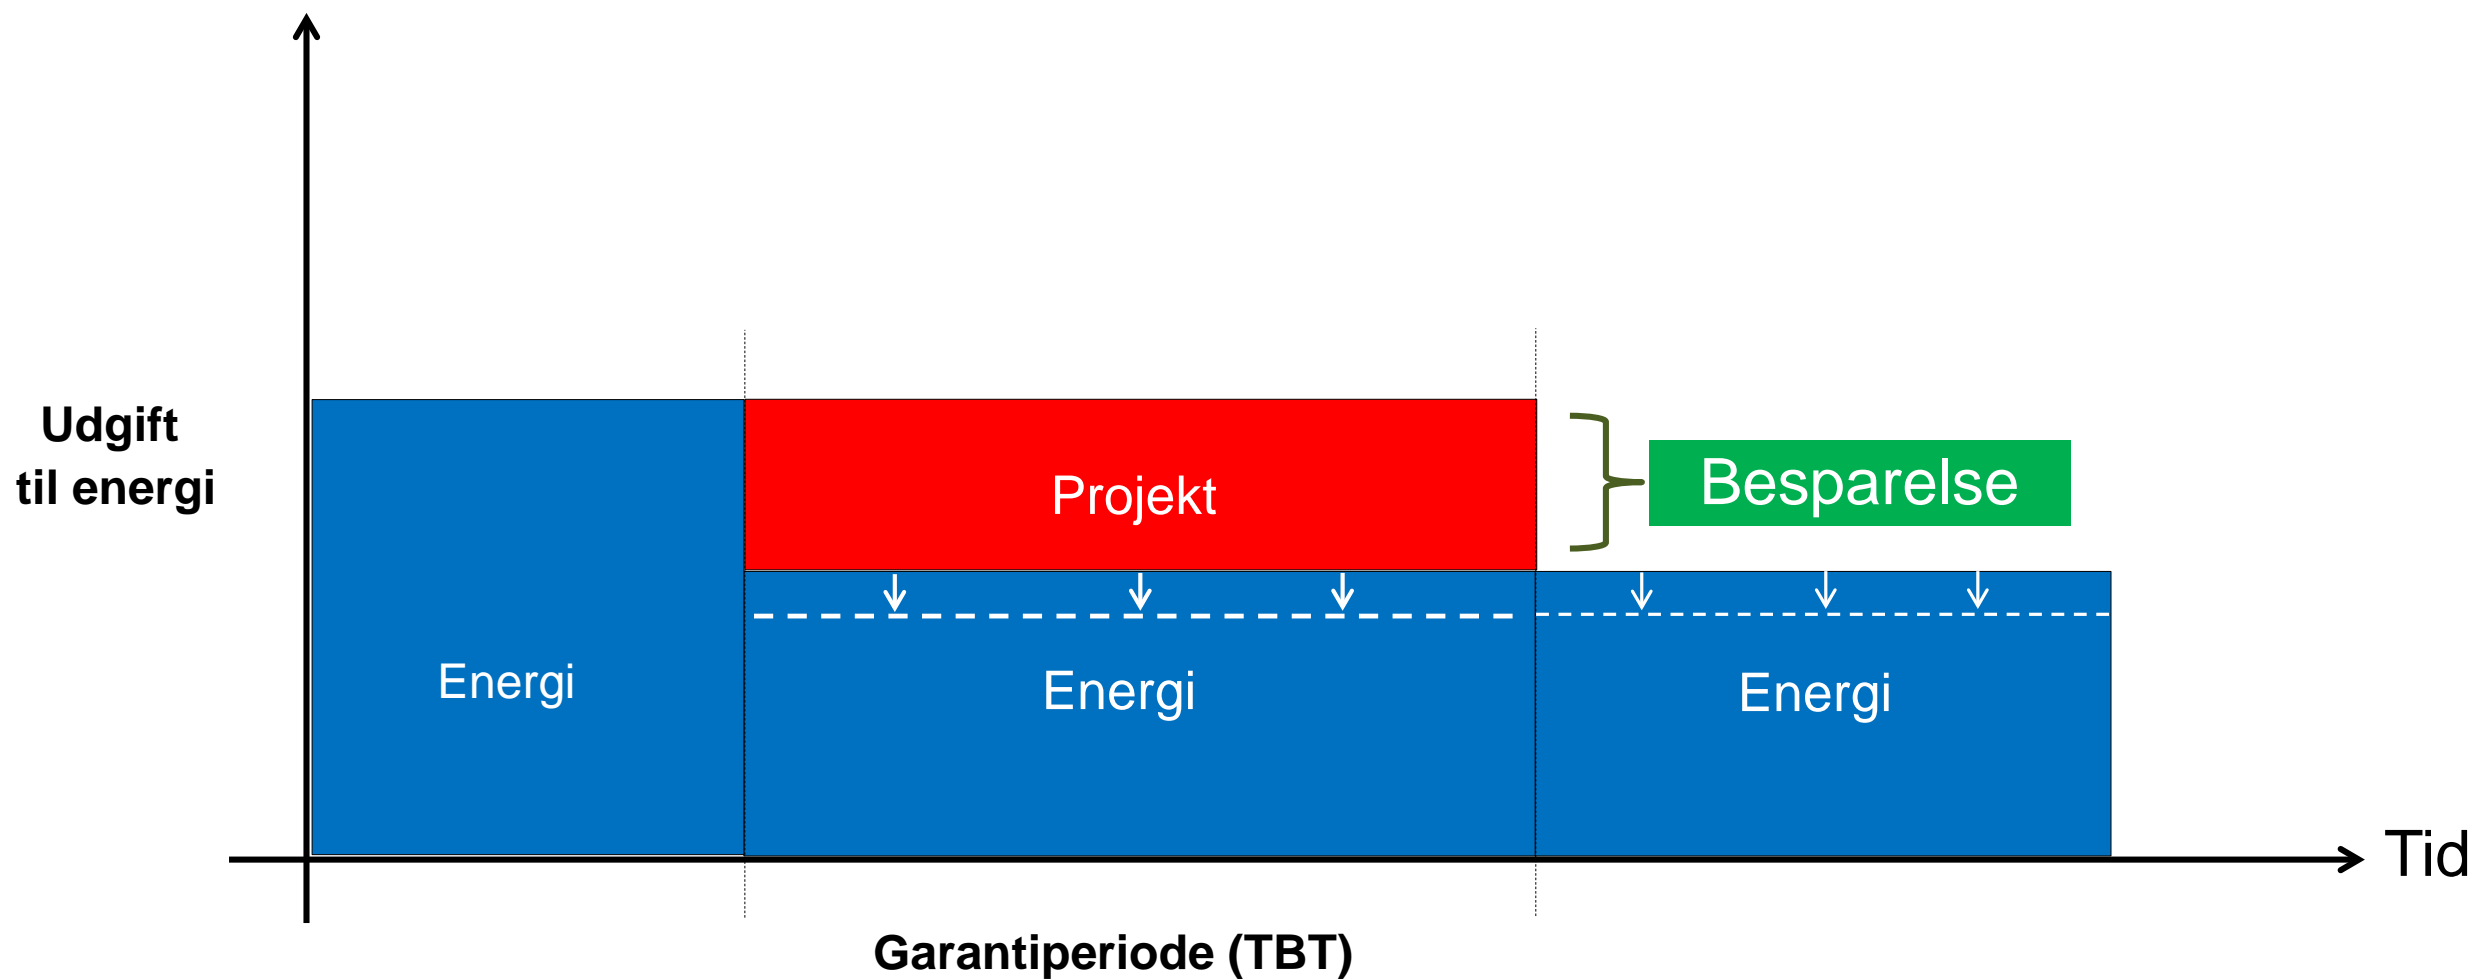 Udgift
til energi
Projekt
Besparelse
Energi
Energi
Energi
Tid
Garantiperiode (TBT)